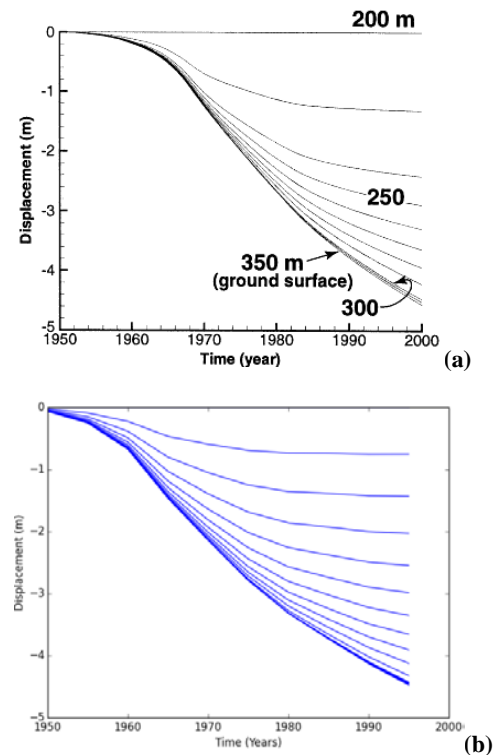 200 m
0
-1
-2
-3
-4
-5
Displacement (m)
250
350 m
(ground surface)
300
1950 1960 1970 1980 1990 2000
Time (year)
(a)
0
−1
−2
−3
−4
−5
Displacement (m)
1950 1960 1970 1980 1990 2000
Time (Years)
(b)